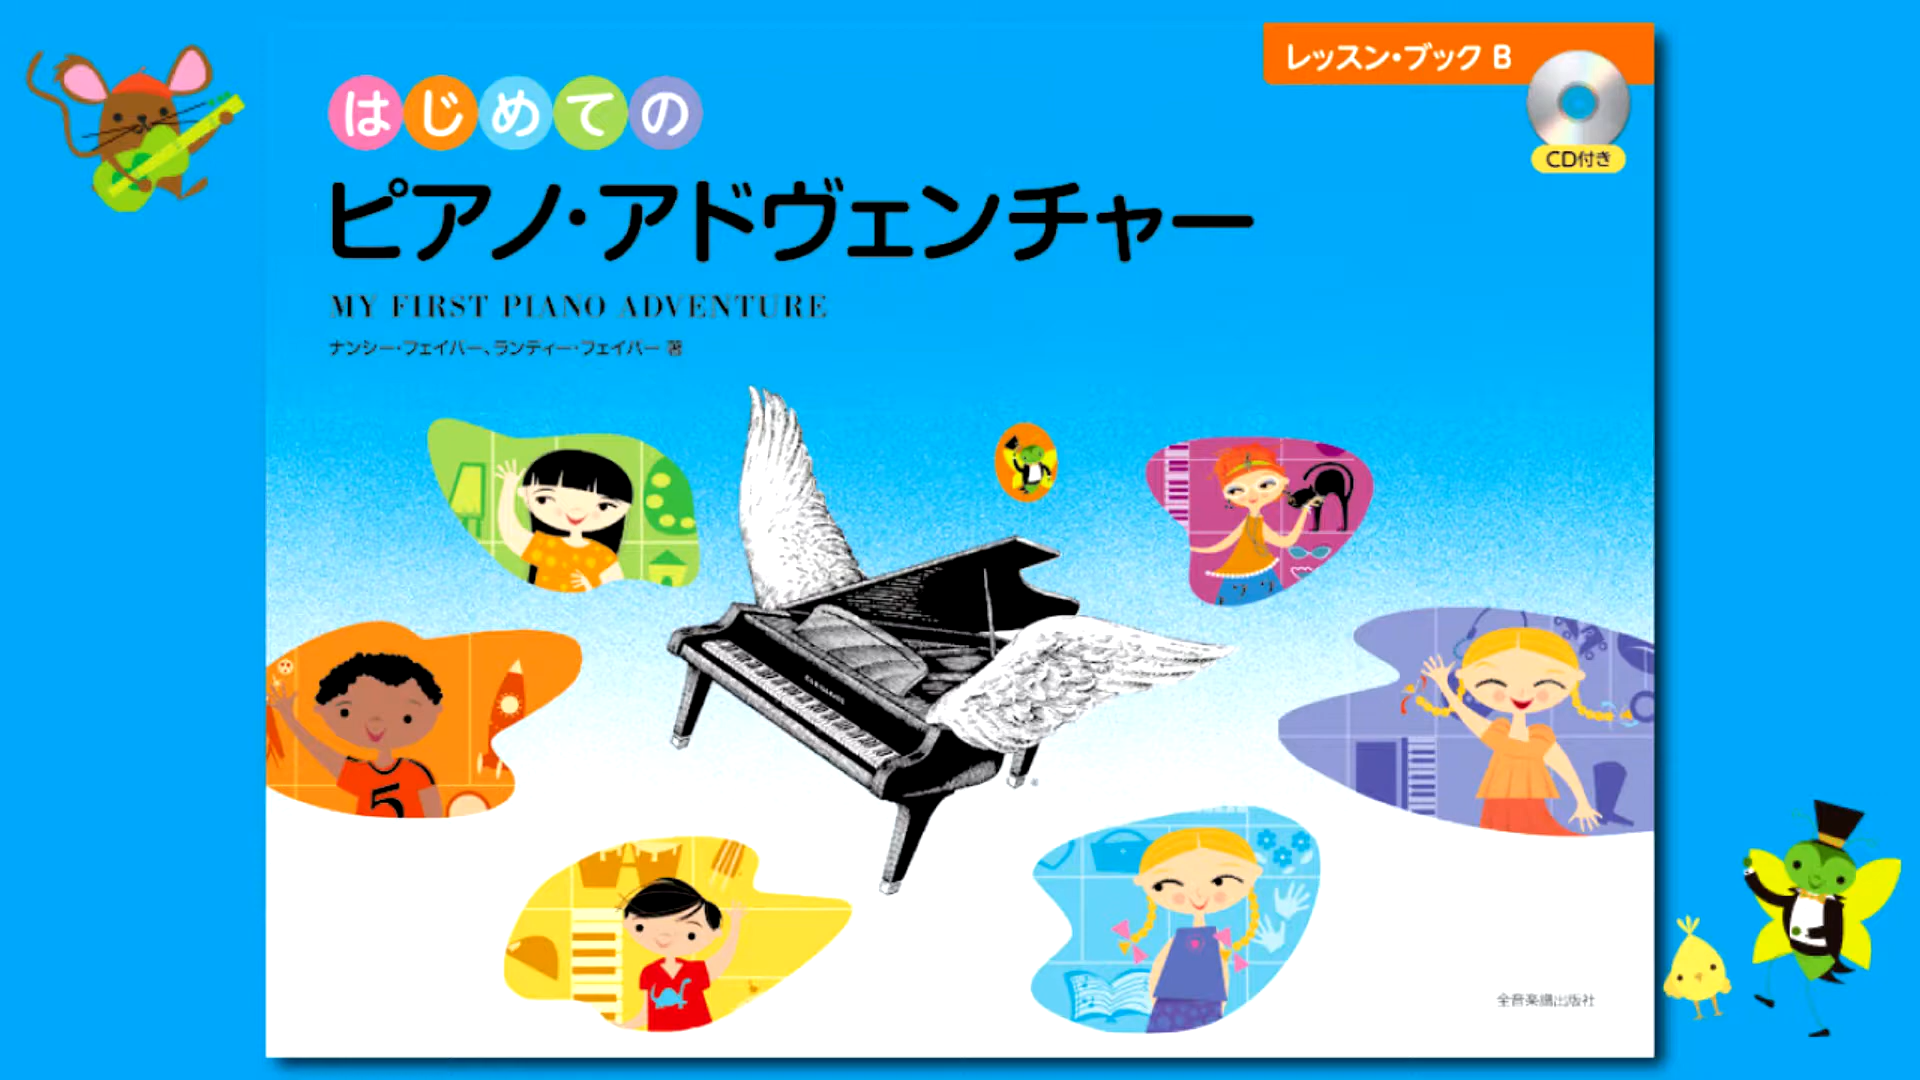 レッスン・ブック B
CD付き
はじめての
ピアノ・アドヴェンチャー
MY FIRST PIANO ADVENTURE
ナンシー・フェイバー、ランディー・フェイバー 著
5
全音楽譜出版社